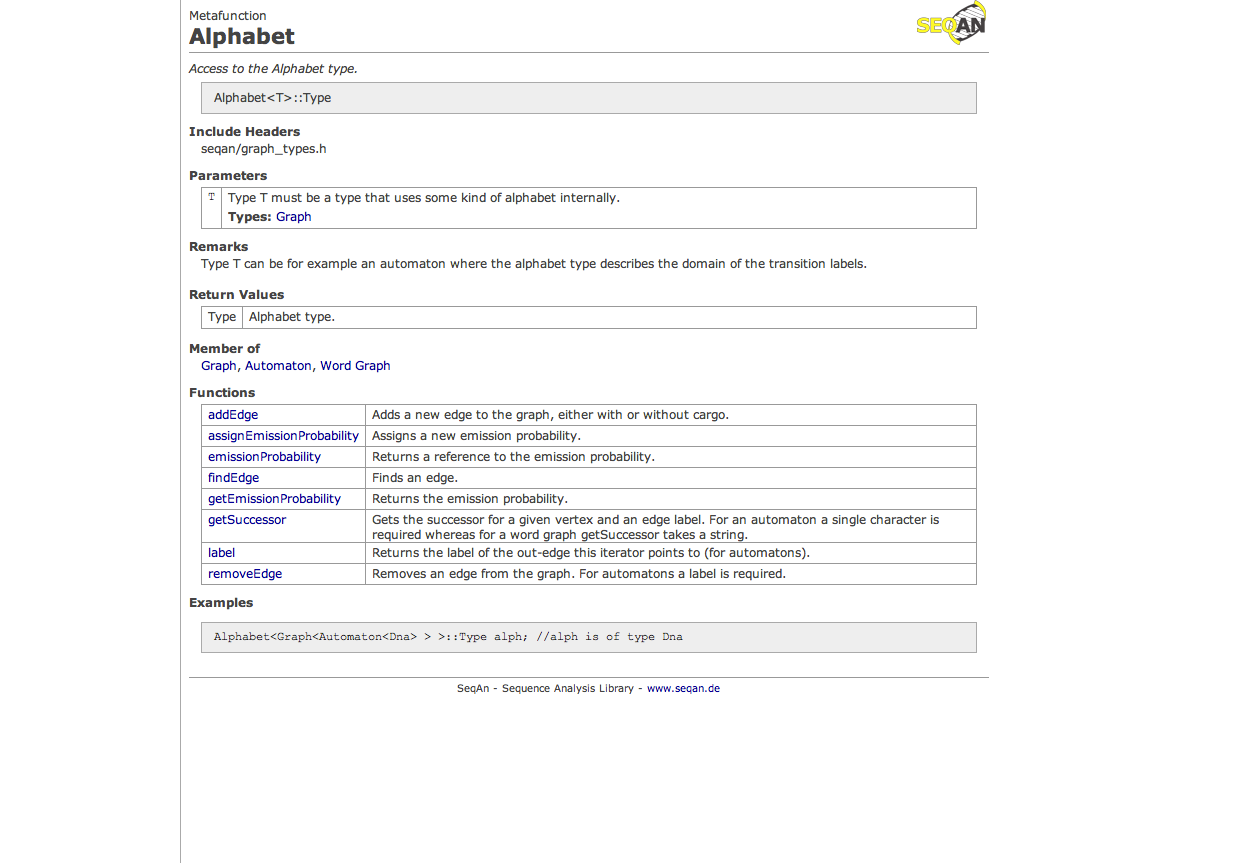 Metafunction
Alphabet
SEQAN
Access to the Alphabet type.
Alphabet<T>::Type
Include Headers
seqan/graph_types.h
Parameters
T Type T must be a type that uses some kind of alphabet internally.
Types: Graph
Remarks
Type T can be for example an automaton where the alphabet type describes the domain of the transition labels.
Return Values
Type Alphabet type.
Member of
Graph, Automaton, Word Graph
Functions
addEdge Adds a new edge to the graph, either with or without cargo.
assignEmissionProbability Assigns a new emission probability.
emissionProbability Returns a reference to the emission probability.
findEdge Finds an edge.
getEmissionProbability Returns the emission probability.
getSuccessor Gets the successor for a given vertex and an edge label. For an automaton a single character is
required whereas for a word graph getSuccessor takes a string.
label Returns the label of the out-edge this iterator points to (for automatons).
removeEdge Removes an edge from the graph. For automatons a label is required.
Examples
Alphabet<Graph<Automaton<Dna> > >::Type alph; //alph is of type Dna
SeqAn - Sequence Analysis Library - www.seqan.de